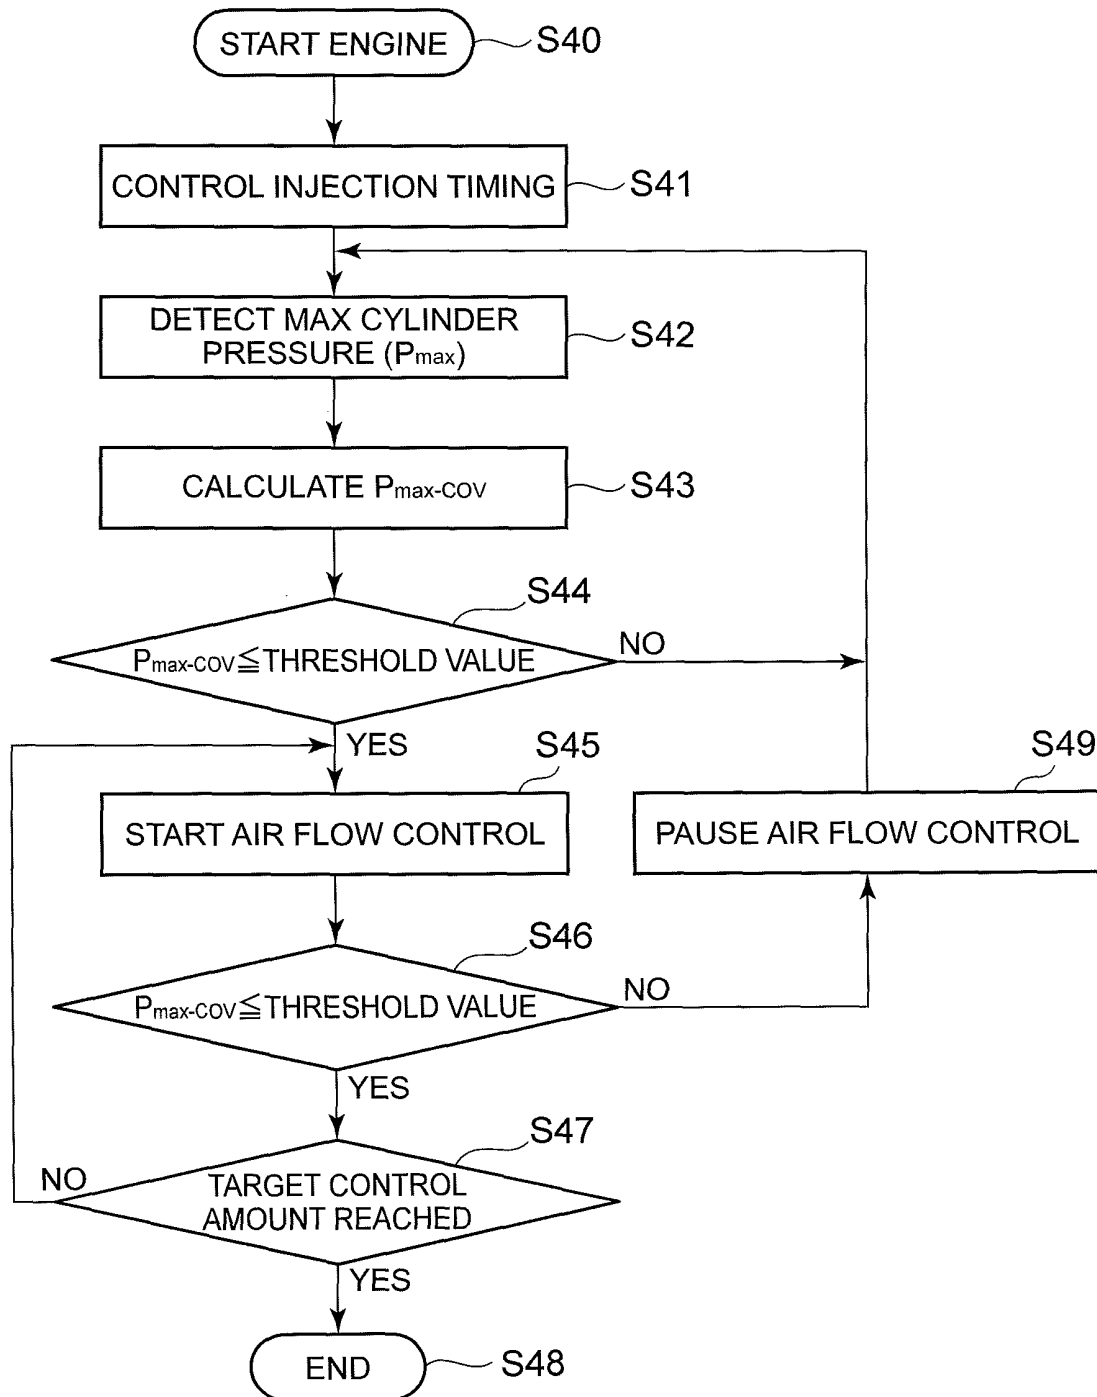 START ENGINE
S40
CONTROL INJECTION TIMING
S41
DETECT MAX CYLINDER
PRESSURE (Pmax)
S42
CALCULATE Pmax-COV
S43
S44
Pmax-COV≦THRESHOLD VALUE
NO
YES
S45
START AIR FLOW CONTROL
S49
PAUSE AIR FLOW CONTROL
S46
Pmax-COV≦THRESHOLD VALUE
NO
YES
S47
TARGET CONTROL
AMOUNT REACHED
NO
YES
END
S48